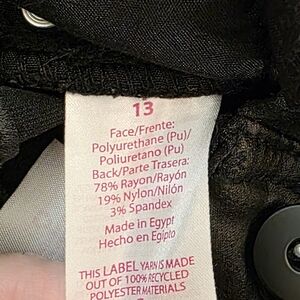 13
Face/Frente:
Polyurethane (Pu)/
Poliuretano (Pu)
Back/Parte Trasera:
78% Rayon/Rayón
19% Nylon/Nilón
3% Spandex
Made in Egypt
Hecho en Egipto
THIS LABEL YARN IS MADE
OUT OF 100% RECYCLED
POLYESTER MATERIALS